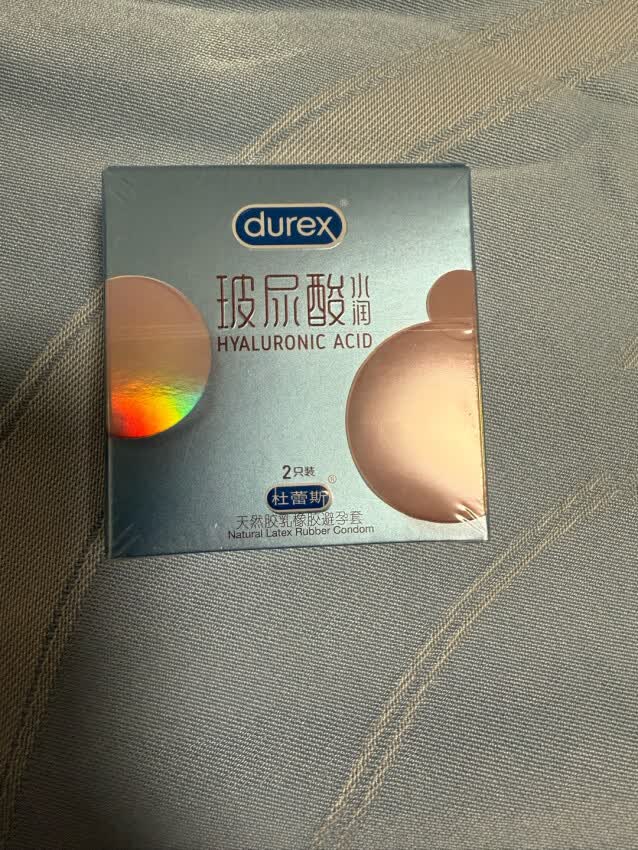 durex®
玻尿酸水润
HYALURONIC ACID
2只装
杜蕾斯®
天然胶乳橡胶避孕套
Natural Latex Rubber Condom